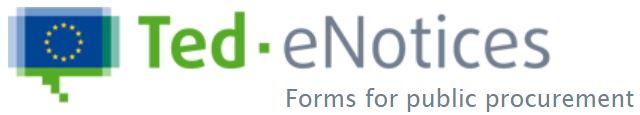 Ted · eNotices
Forms for public procurement